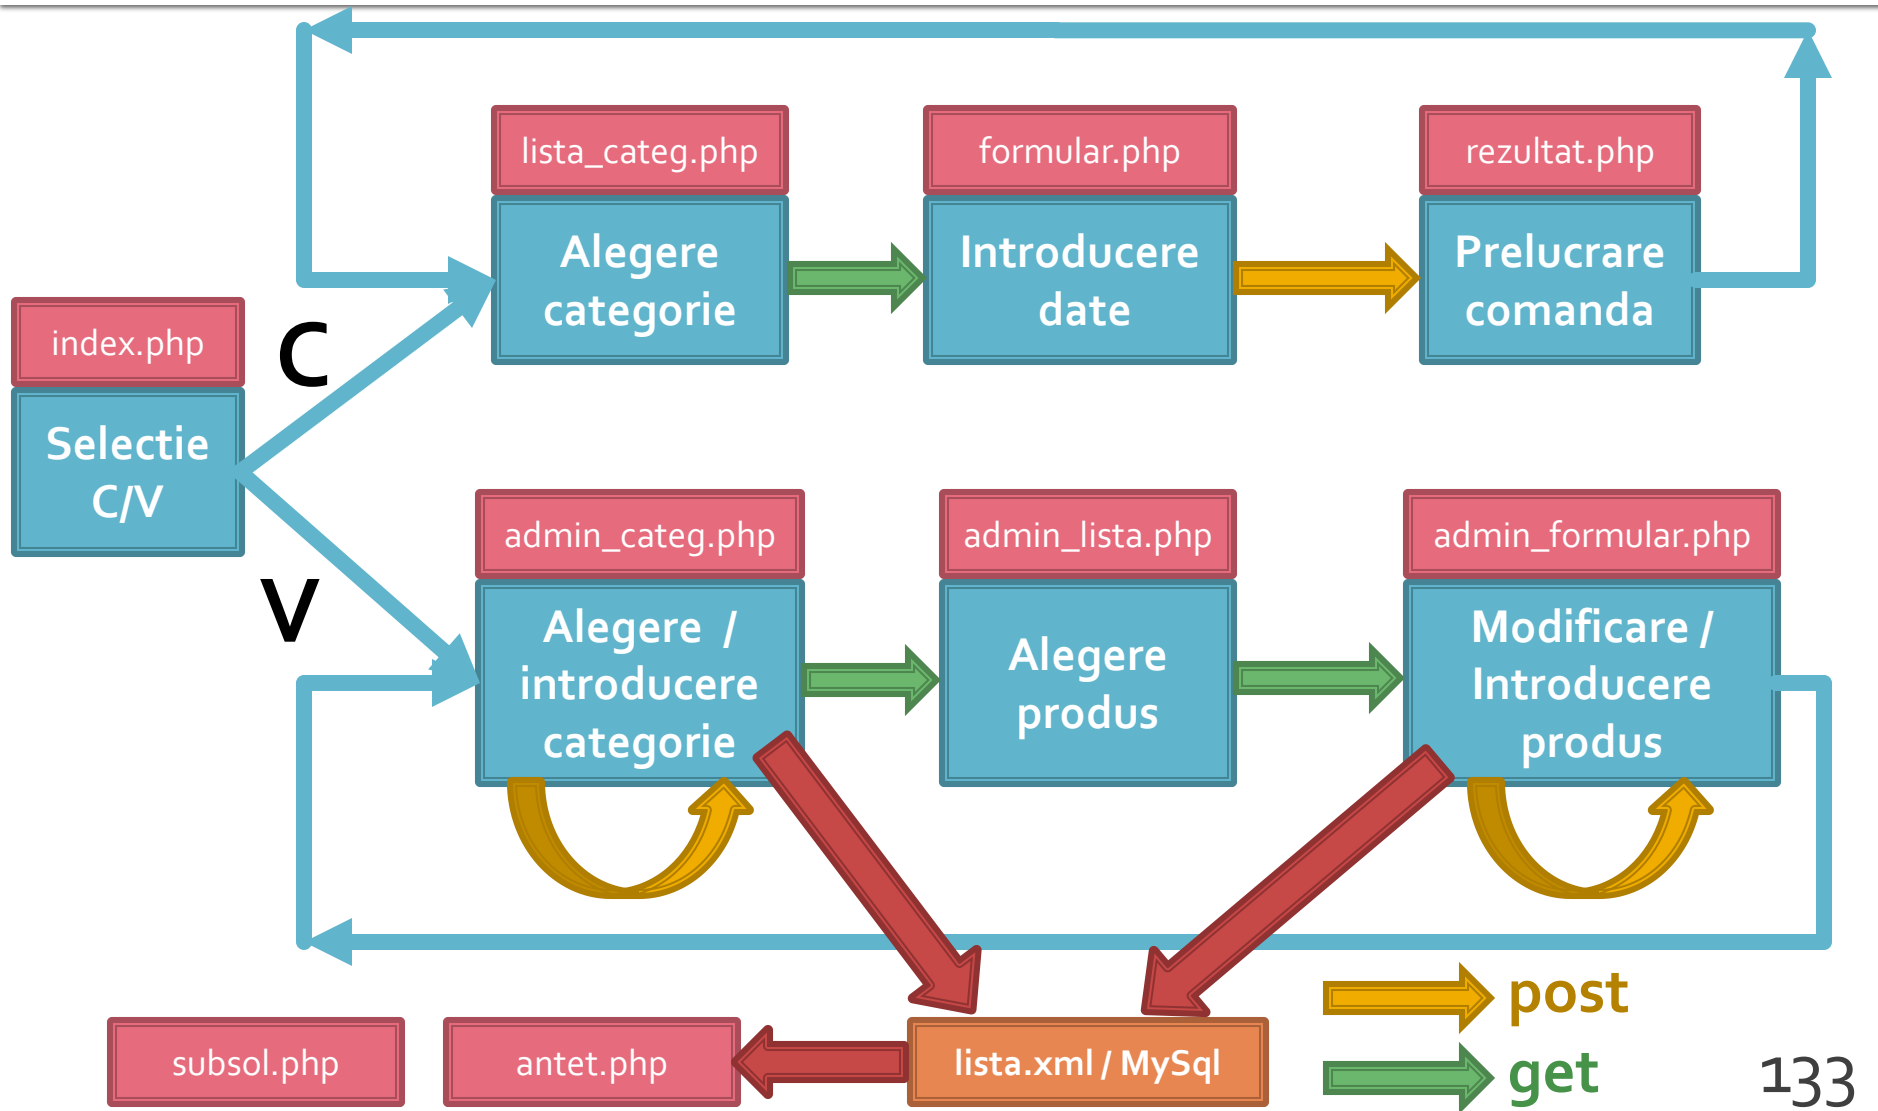 lista_categ.php
Alegere
categorie
formular.php
Introducere
date
rezultat.php
Prelucrare
comanda
index.php
Selectie
C/V
C
V
admin_categ.php
Alegere /
introducere
categorie
admin_lista.php
Alegere
produs
admin_formular.php
Modificare /
Introducere
produs
subsol.php
antet.php
lista.xml / MySql
post
get
133